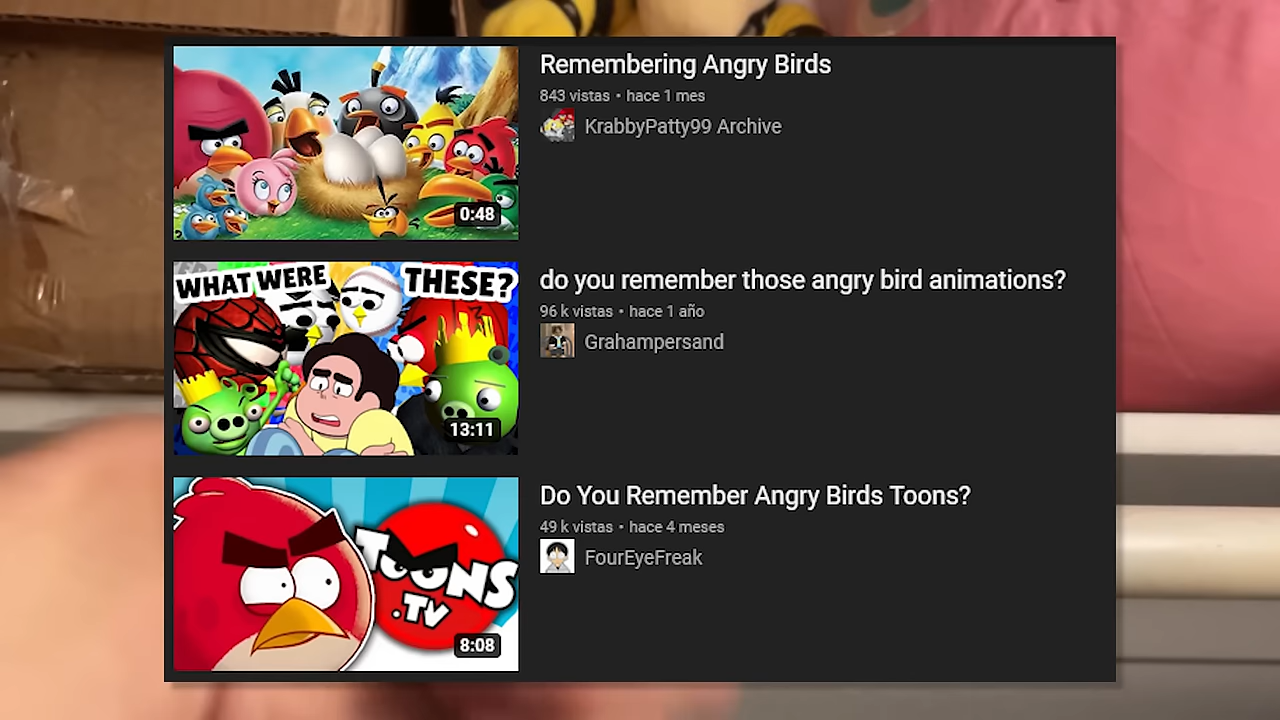 Remembering Angry Birds
843 vistas • hace 1 mes
KrabbyPatty99 Archive
0:48
WHAT WERE THESE?
do you remember those angry bird animations?
96 k vistas • hace 1 año
Grahampersand
13:11
Do You Remember Angry Birds Toons?
49 k vistas • hace 4 meses
FourEyeFreak
TOONS
.TV
8:08